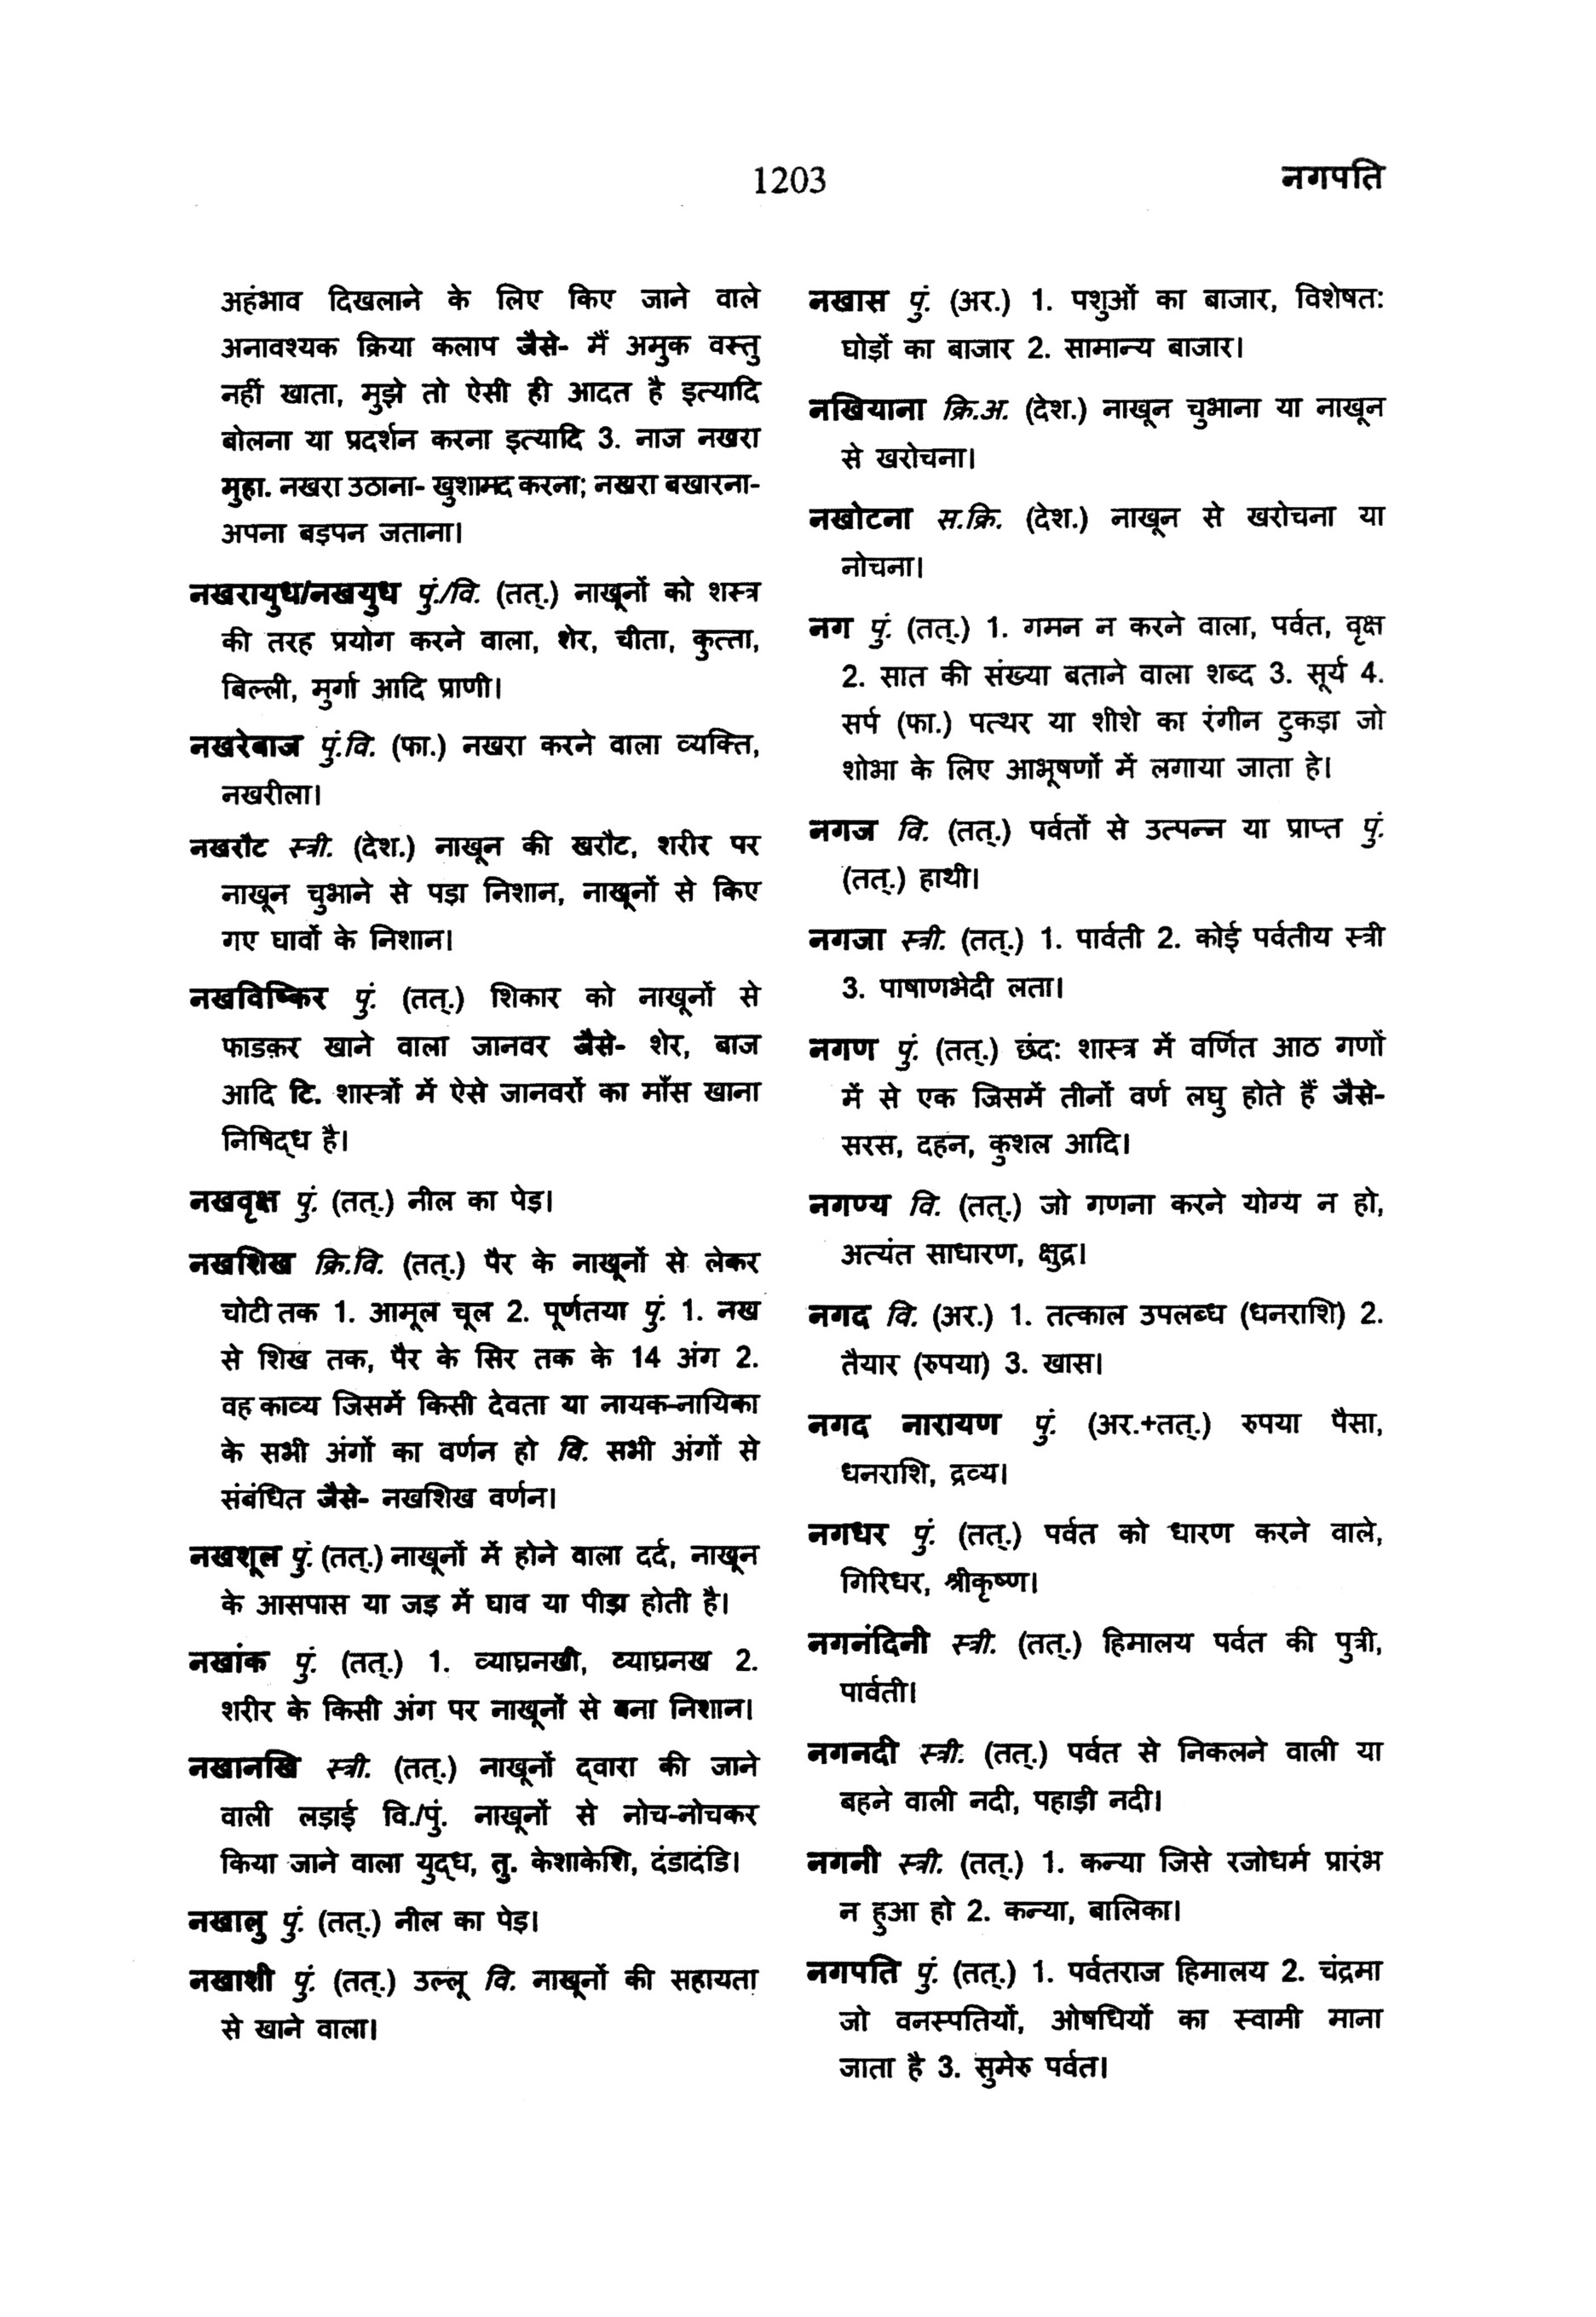 1203
नगपति
अहंभाव दिखलाने के लिए किए जाने वाले
अनावश्यक क्रिया कलाप जैसे- मैं अमुक वस्तु
नहीं खाता, मुझे तो ऐसी ही आदत है इत्यादि
बोलना या प्रदर्शन करना इत्यादि 3. नाज नखरा
मुहा. नखरा उठाना- खुशामद करना; नखरा बखारना-
अपना बड़पन जताना।
नखरायुध/नखयुध पुं./वि. (तत्.) नाखूनों को शस्त्र
की तरह प्रयोग करने वाला, शेर, चीता, कुत्ता,
बिल्ली, मुर्गा आदि प्राणी।
नखरेबाज पुं.वि. (फा.) नखरा करने वाला व्यक्ति,
नखरीला।
नखरौट स्त्री. (देश.) नाखून की खरौट, शरीर पर
नाखून चुभाने से पड़ा निशान, नाखूनों से किए
गए घावों के निशान।
नखविष्किर पुं. (तत्.) शिकार को नाखूनों से
फाडक़र खाने वाला जानवर जैसे- शेर, बाज
आदि टि. शास्त्रों में ऐसे जानवरों का माँस खाना
निषिद्ध है।
नखवृक्ष पुं. (तत्.) नील का पेड़।
नखशिख क्रि.वि. (तत्.) पैर के नाखूनों से लेकर
चोटी तक 1. आमूल चूल 2. पूर्णतया पुं. 1. नख
से शिख तक, पैर के सिर तक के 14 अंग 2.
वह काव्य जिसमें किसी देवता या नायक-नायिका
के सभी अंगों का वर्णन हो वि. सभी अंगों से
संबंधित जैसे- नखशिख वर्णन।
नखशूल पुं. (तत्.) नाखूनों में होने वाला दर्द, नाखून
के आसपास या जड़ में घाव या पीड़ा होती है।
नखांक पुं. (तत्.) 1. व्याघ्रनखी, व्याघ्रनख 2.
शरीर के किसी अंग पर नाखूनों से बना निशान।
नखानखि स्त्री. (तत्.) नाखूनों द्वारा की जाने
वाली लड़ाई वि./पुं. नाखूनों से नोच-नोचकर
किया जाने वाला युद्ध, तु. केशाकेशि, दंडादंडि।
नखालु पुं. (तत्.) नील का पेड़।
नखाशी पुं. (तत्.) उल्लू वि. नाखूनों की सहायता
से खाने वाला।
नखास पुं. (अर.) 1. पशुओं का बाजार, विशेषत:
घोड़ों का बाजार 2. सामान्य बाजार।
नखियाना क्रि.अ. (देश.) नाखून चुभाना या नाखून
से खरोचना।
नखोटना स.क्रि. (देश.) नाखून से खरोचना या
नोचना।
नग पुं. (तत्.) 1. गमन न करने वाला, पर्वत, वृक्ष
2. सात की संख्या बताने वाला शब्द 3. सूर्य 4.
सर्प (फा.) पत्थर या शीशे का रंगीन टुकड़ा जो
शोभा के लिए आभूषणों में लगाया जाता हे।
नगज वि. (तत्.) पर्वतों से उत्पन्न या प्राप्त पुं.
(तत्.) हाथी।
नगजा स्त्री. (तत्.) 1. पार्वती 2. कोई पर्वतीय स्त्री
3. पाषाणभेदी लता।
नगण पुं. (तत्.) छंद: शास्त्र में वर्णित आठ गणों
में से एक जिसमें तीनों वर्ण लघु होते हैं जैसे-
सरस, दहन, कुशल आदि।
नगण्य वि. (तत्.) जो गणना करने योग्य न हो,
अत्यंत साधारण, क्षुद्र।
नगद वि. (अर.) 1. तत्काल उपलब्ध (धनराशि) 2.
तैयार (रुपया) 3. खास।
नगद नारायण पुं. (अर.+तत्.) रुपया पैसा,
धनराशि, द्रव्य।
नगधर पुं. (तत्.) पर्वत को धारण करने वाले,
गिरिधर, श्रीकृष्ण।
नगनंदिनी स्त्री. (तत्.) हिमालय पर्वत की पुत्री,
पार्वती।
नगनदी स्त्री. (तत्.) पर्वत से निकलने वाली या
बहने वाली नदी, पहाड़ी नदी।
नगनी स्त्री. (तत्.) 1. कन्या जिसे रजोधर्म प्रारंभ
न हुआ हो 2. कन्या, बालिका।
नगपति पुं. (तत्.) 1. पर्वतराज हिमालय 2. चंद्रमा
जो वनस्पतियों, ओषधियों का स्वामी माना
जाता है 3. सुमेरु पर्वत।